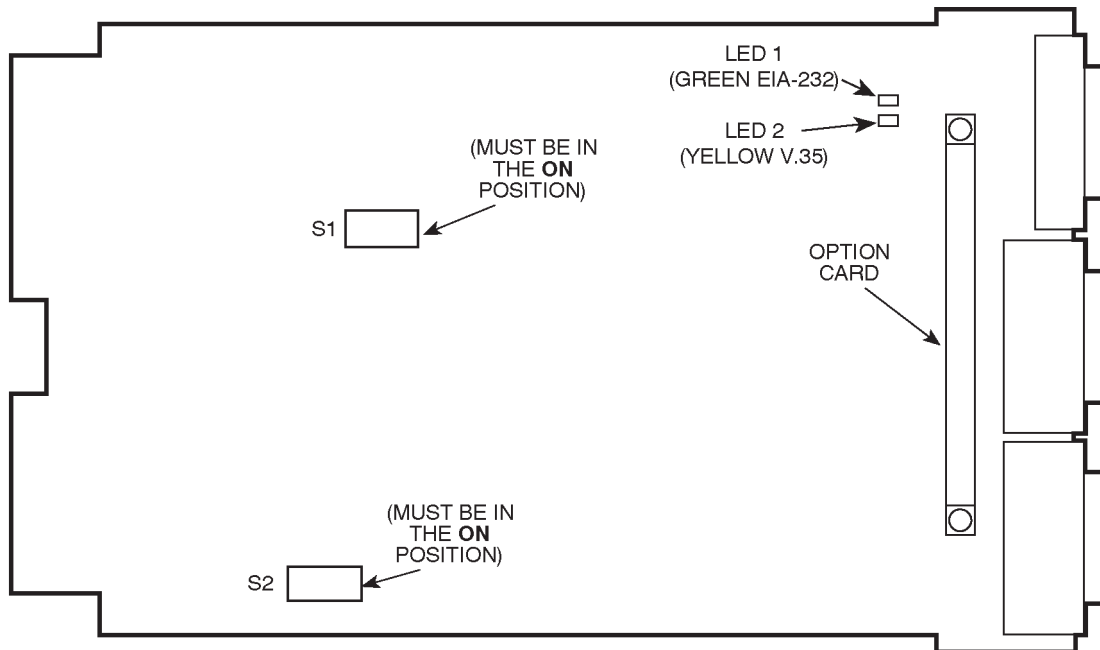 LED 1
(GREEN EIA-232)
LED 2
(YELLOW V.35)
(MUST BE IN
THE ON
POSITION)
S1
OPTION
CARD
(MUST BE IN
THE ON
POSITION)
S2